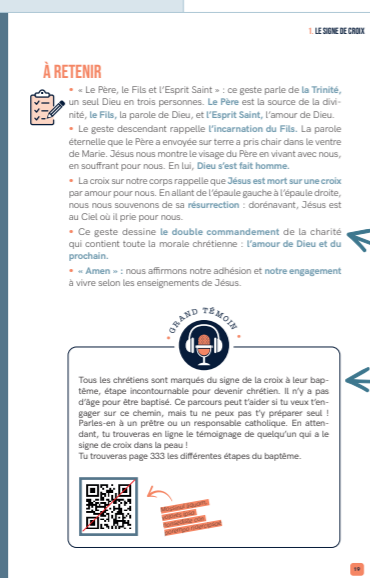 1. LE SIGNE DE CROIX
À RETENIR
• « Le Père, le Fils et l'Esprit Saint » : ce geste parle de la Trinité,
un seul Dieu en trois personnes. Le Père est la source de la divi-
nité, le Fils, la parole de Dieu, et l'Esprit Saint, l'amour de Dieu.
• Le geste descendant rappelle l'incarnation du Fils. La parole
éternelle que le Père a envoyée sur terre a pris chair dans le ventre
de Marie. Jésus nous montre le visage du Père en vivant avec nous,
en souffrant pour nous. En lui, Dieu s'est fait homme.
• La croix sur notre corps rappelle que Jésus est mort sur une croix
par amour pour nous. En allant de l'épaule gauche à l'épaule droite,
nous nous souvenons de sa résurrection : dorénavant, Jésus est
au Ciel où il prie pour nous.
• Ce geste dessine le double commandement de la charité
qui contient toute la morale chrétienne : l'amour de Dieu et du
prochain.
• « Amen » : nous affirmons notre adhésion et notre engagement
à vivre selon les enseignements de Jésus.
• GRAND TÉMOIN •
Tous les chrétiens sont marqués du signe de la croix à leur bap-
tême, étape incontournable pour devenir chrétien. Il n'y a pas
d'âge pour être baptisé. Ce parcours peut t'aider si tu veux t'en-
gager sur ce chemin, mais tu ne peux pas t'y préparer seul !
Parles-en à un prêtre ou un responsable catholique. En atten-
dant, tu trouveras en ligne le témoignage de quelqu'un qui a le
signe de croix dans la peau !
Tu trouveras page 333 les différentes étapes du baptême.